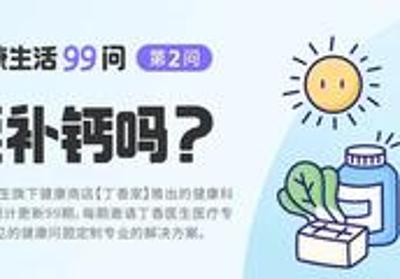 康生活99问 第2问
补钙吗？
生旗下健康商店【丁香家】推出的健康科
计更新99期，每期邀请丁香医生医疗专
的健康问题定制专业的解决方案。